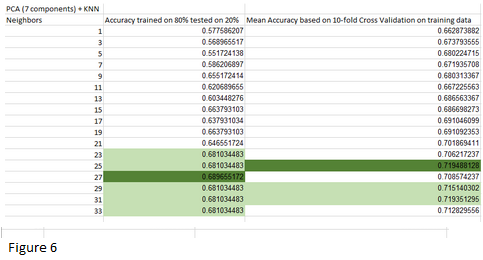 PCA (7 components) + KNN
Neighbors Accuracy trained on 80% tested on 20% Mean Accuracy based on 10-fold Cross Validation on training data
1 0.577586207 0.662873882
3 0.568965517 0.673793555
5 0.551724138 0.680224715
7 0.586206897 0.671935708
9 0.655172414 0.680313367
11 0.620689655 0.667225563
13 0.603448276 0.686563367
15 0.663793103 0.686698273
17 0.637931034 0.691046099
19 0.663793103 0.691092353
21 0.646551724 0.701869411
23 0.681034483 0.706217237
25 0.681034483 0.719488128
27 0.689655172 0.708574237
29 0.681034483 0.715140302
31 0.681034483 0.719351295
33 0.681034483 0.712829556
Figure 6